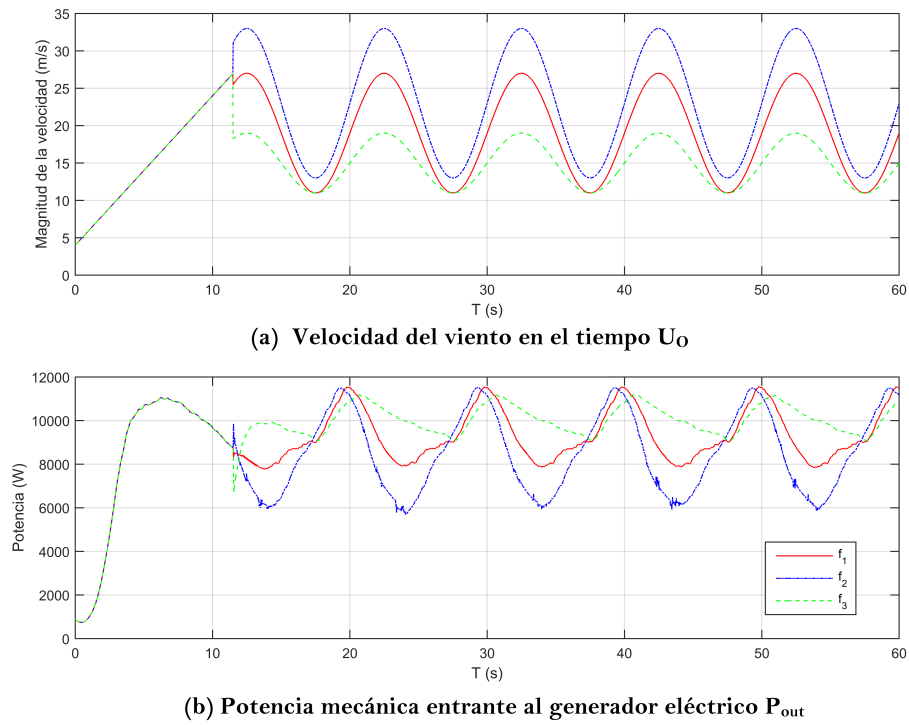 35
30
25
20
15
10
5
0
Magnitud de la velocidad (m/s)
0 10 20 30 40 50 60
T (s)
(a) Velocidad del viento en el tiempo U_O
12000
10000
8000
6000
4000
2000
0
Potencia (W)
f_1
f_2
f_3
0 10 20 30 40 50 60
T (s)
(b) Potencia mecánica entrante al generador eléctrico P_out